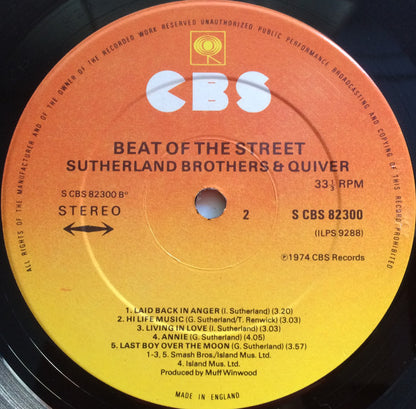 ALL RIGHTS OF THE MANUFACTURER AND OF THE OWNER OF THE RECORDED WORK RESERVED UNAUTHORIZED PUBLIC PERFORMANCE BROADCASTING AND COPYING OF THIS RECORD PROHIBITED
CBS
BEAT OF THE STREET
SUTHERLAND BROTHERS & QUIVER
33⅓ RPM
S CBS 82300 B°
STEREO
2
S CBS 82300
(ILPS 9288)
℗1974 CBS Records
1. LAID BACK IN ANGER (I. Sutherland) (3.20)
2. HI LIFE MUSIC (G. Sutherland/T. Renwick) (3.03)
3. LIVING IN LOVE (I. Sutherland) (3.03)
4. ANNIE (G. Sutherland) (4.05)
5. LAST BOY OVER THE MOON (G. Sutherland) (3.57)
1-3, 5. Smash Bros./Island Mus. Ltd.
4. Island Mus. Ltd.
Produced by Muff Winwood
MADE IN ENGLAND